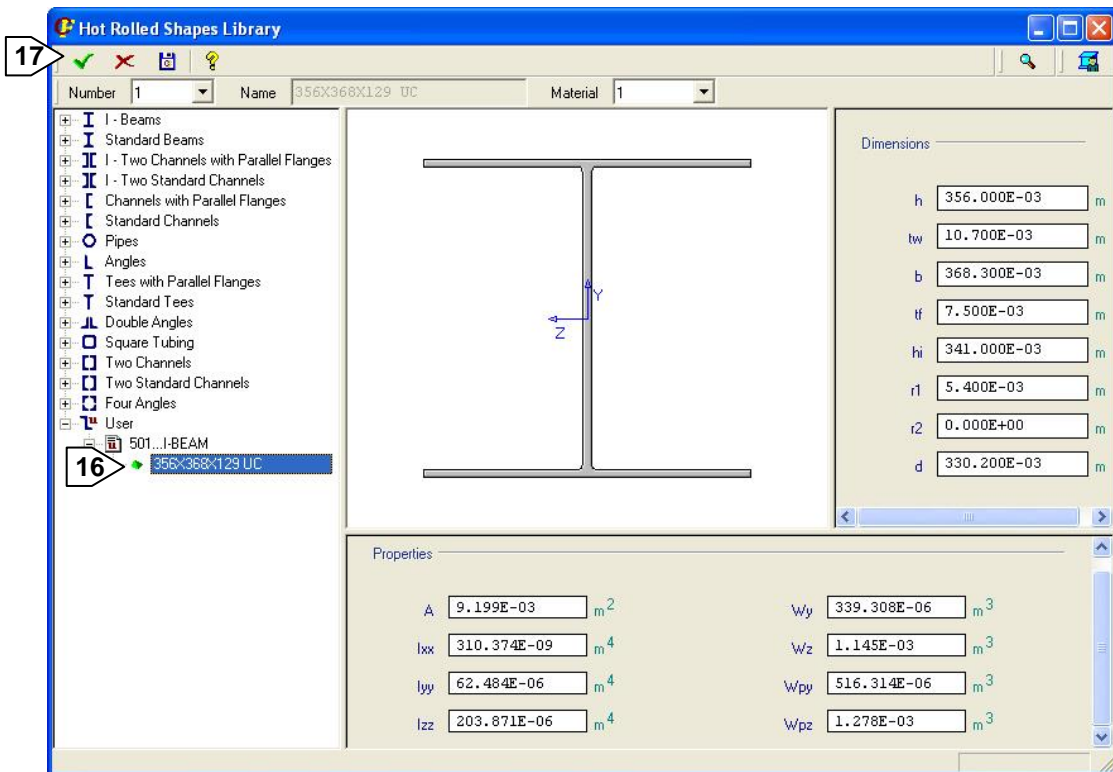 Hot Rolled Shapes Library
17
Number 1 Name 356X368X129 UC Material 1
I - Beams
Standard Beams
I - Two Channels with Parallel Flanges
I - Two Standard Channels
Channels with Parallel Flanges
Standard Channels
Pipes
Angles
Tees with Parallel Flanges
Standard Tees
Double Angles
Square Tubing
Two Channels
Two Standard Channels
Four Angles
User
501...I-BEAM
16 356X368X129 UC
Y
Z
Dimensions
h 356.000E-03 m
tw 10.700E-03 m
b 368.300E-03 m
tf 7.500E-03 m
hi 341.000E-03 m
r1 5.400E-03 m
r2 0.000E+00 m
d 330.200E-03 m
Properties
A 9.199E-03 m2
Ixx 310.374E-09 m4
Iyy 62.484E-06 m4
Izz 203.871E-06 m4
Wy 339.308E-06 m3
Wz 1.145E-03 m3
Wpy 516.314E-06 m3
Wpz 1.278E-03 m3